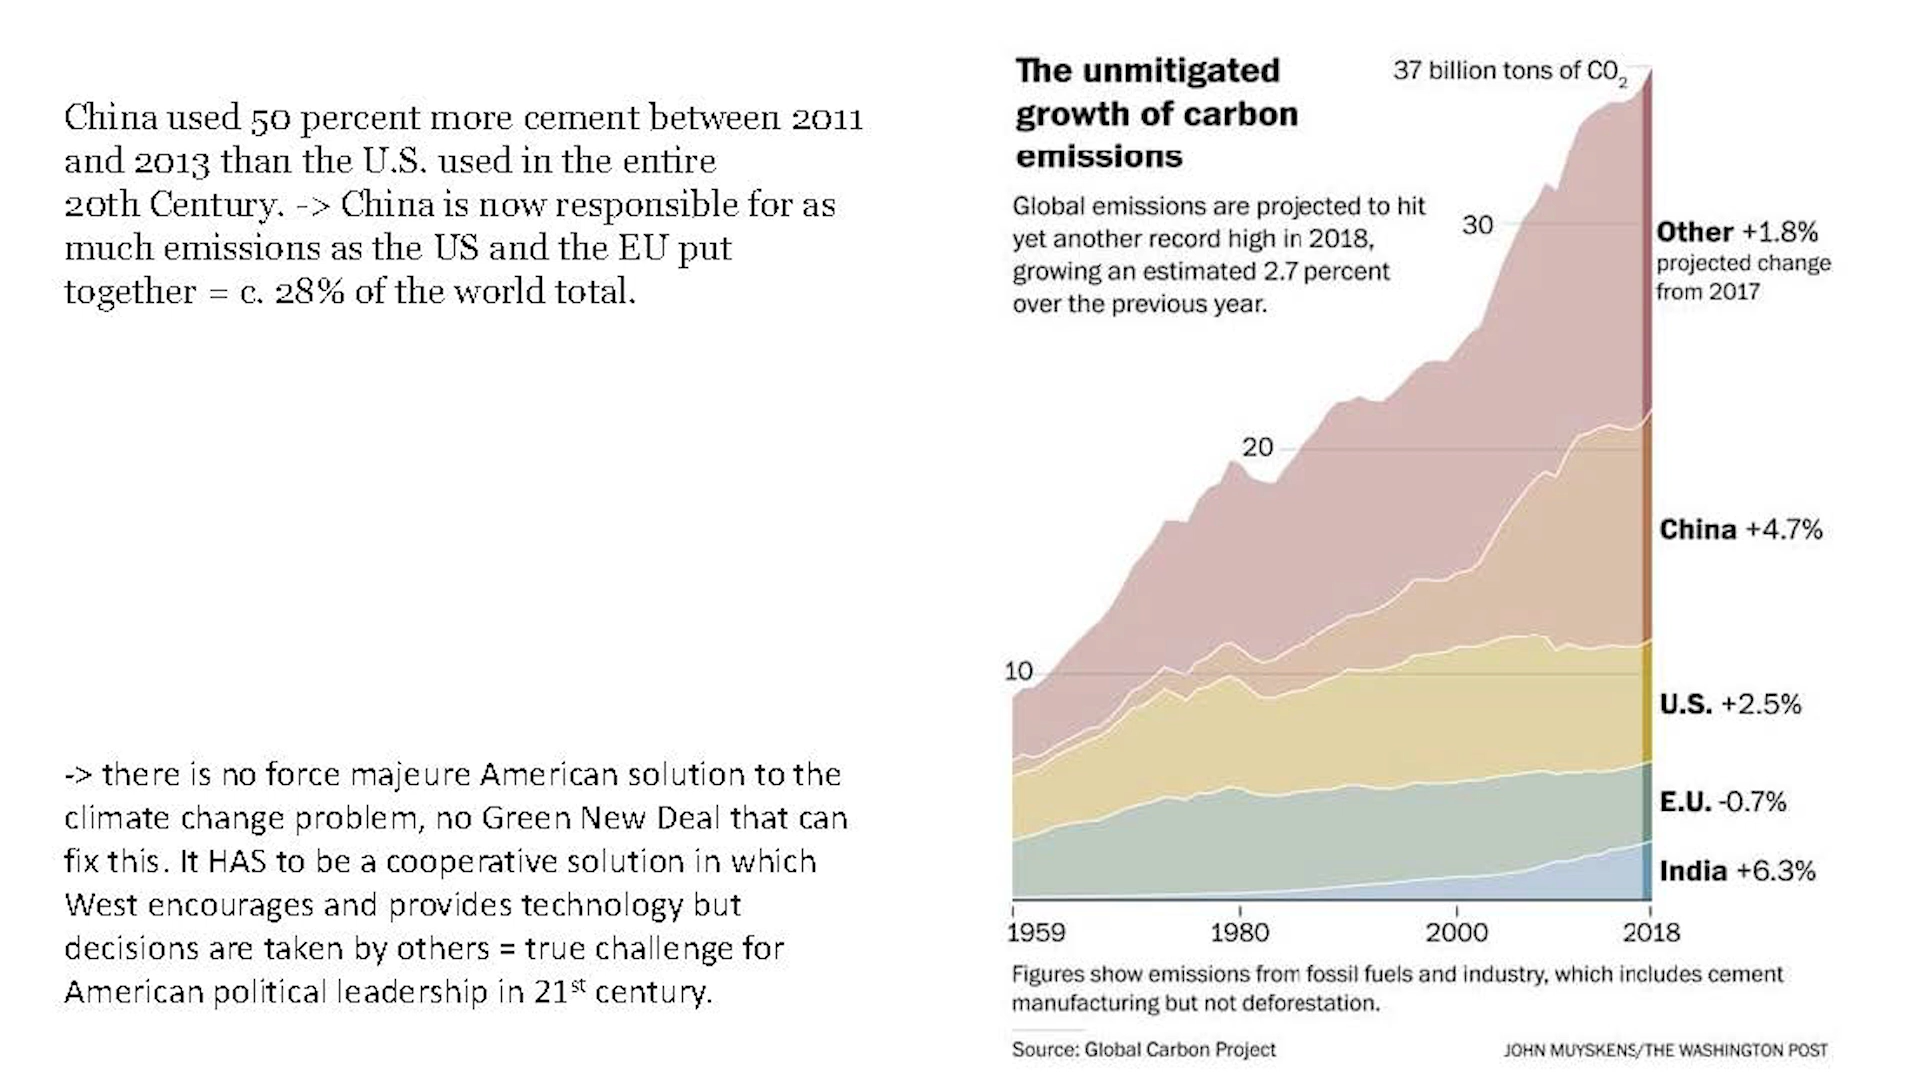 China used 50 percent more cement between 2011
and 2013 than the U.S. used in the entire
20th Century. -> China is now responsible for as
much emissions as the US and the EU put
together = c. 28% of the world total.
-> there is no force majeure American solution to the
climate change problem, no Green New Deal that can
fix this. It HAS to be a cooperative solution in which
West encourages and provides technology but
decisions are taken by others = true challenge for
American political leadership in 21st century.
The unmitigated
growth of carbon
emissions
Global emissions are projected to hit
yet another record high in 2018,
growing an estimated 2.7 percent
over the previous year.
37 billion tons of CO2
30
20
10
Other +1.8%
projected change
from 2017
China +4.7%
U.S. +2.5%
E.U. -0.7%
India +6.3%
1959 1980 2000 2018
Figures show emissions from fossil fuels and industry, which includes cement
manufacturing but not deforestation.
Source: Global Carbon Project JOHN MUYSKENS/THE WASHINGTON POST